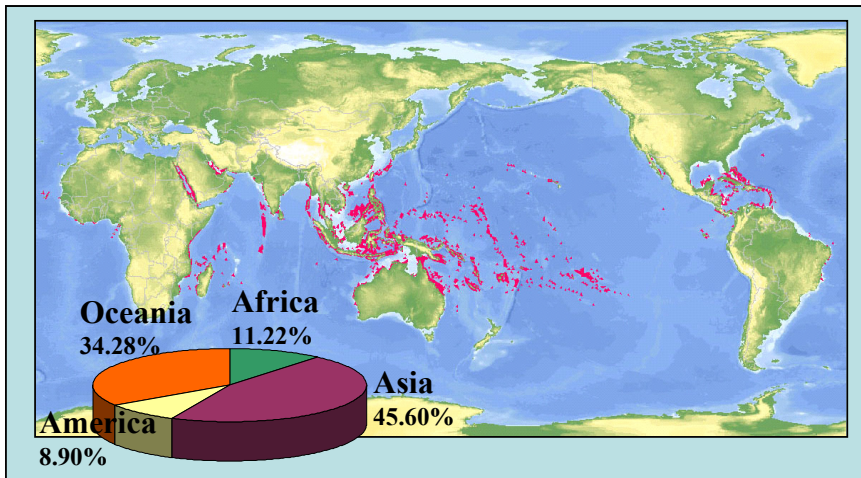 Oceania
34.28%
Africa
11.22%
Asia
45.60%
America
8.90%